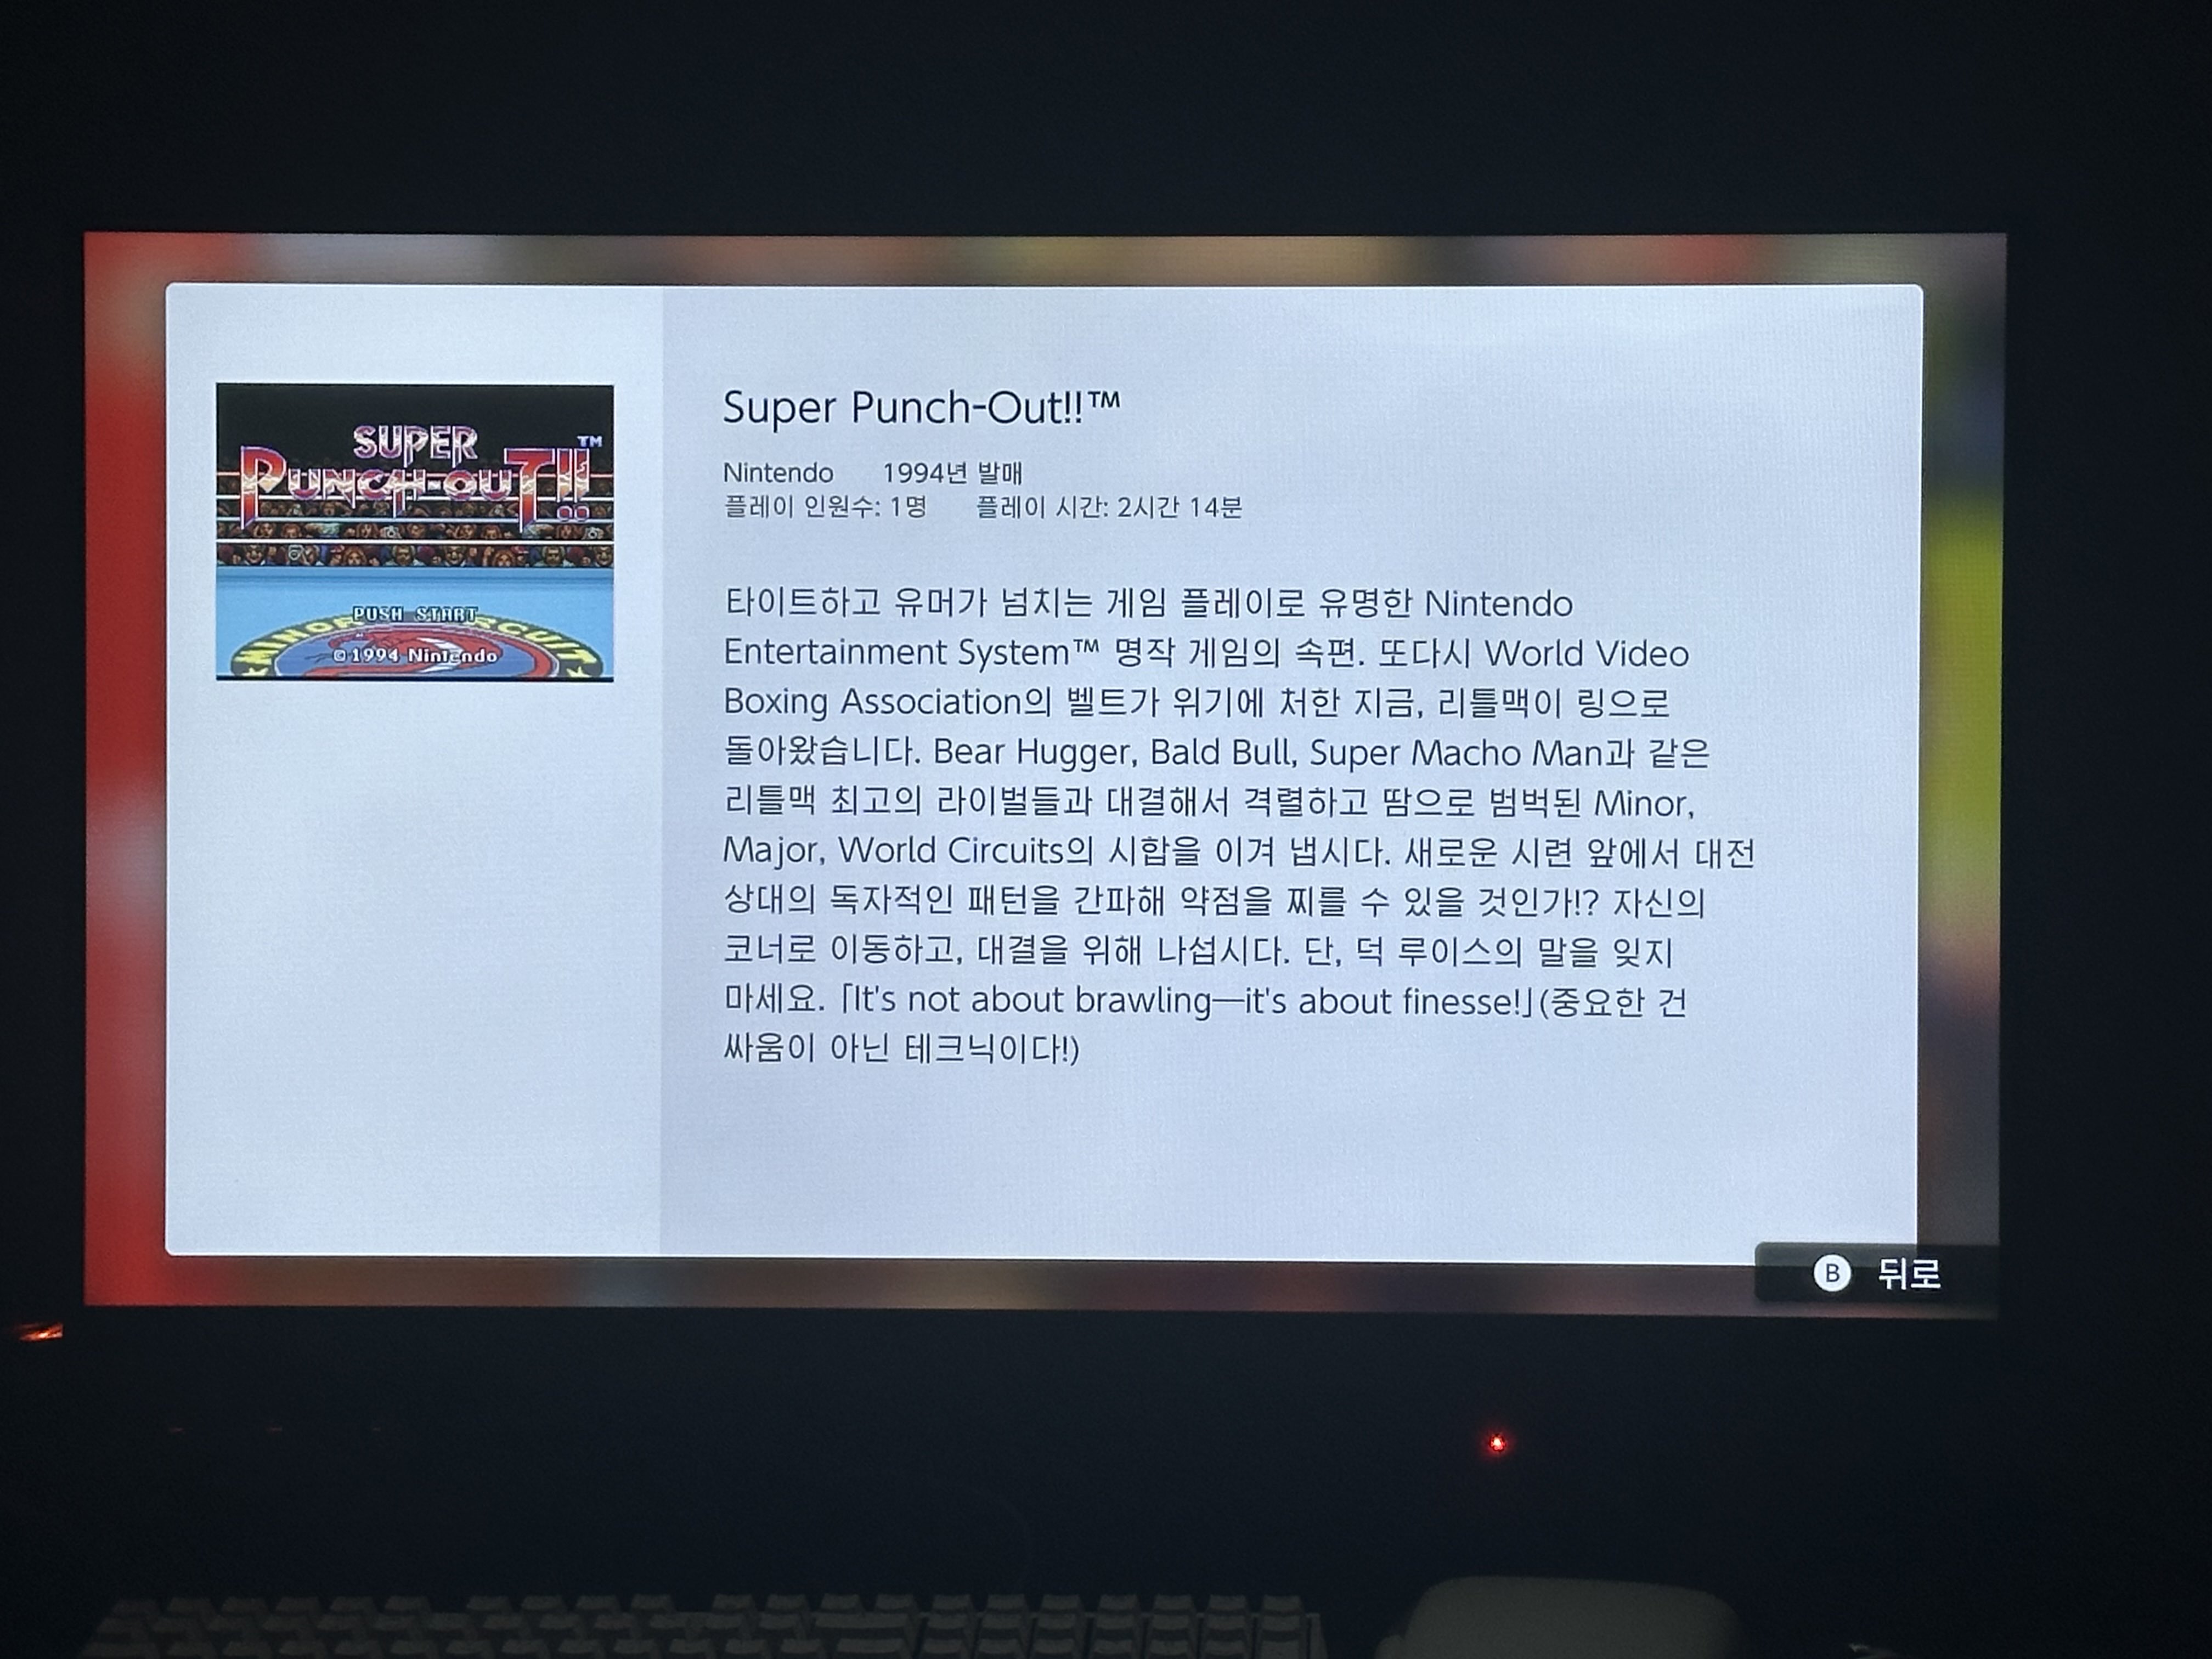 SUPER
PUNCH-OUT!!™
PUSH START
MINOR CIRCUIT
©1994 Nintendo
Super Punch-Out!!™
Nintendo 1994년 발매
플레이 인원수: 1명 플레이 시간: 2시간 14분
타이트하고 유머가 넘치는 게임 플레이로 유명한 Nintendo
Entertainment System™ 명작 게임의 속편. 또다시 World Video
Boxing Association의 벨트가 위기에 처한 지금, 리틀맥이 링으로
돌아왔습니다. Bear Hugger, Bald Bull, Super Macho Man과 같은
리틀맥 최고의 라이벌들과 대결해서 격렬하고 땀으로 범벅된 Minor,
Major, World Circuits의 시합을 이겨 냅시다. 새로운 시련 앞에서 대전
상대의 독자적인 패턴을 간파해 약점을 찌를 수 있을 것인가!? 자신의
코너로 이동하고, 대결을 위해 나섭시다. 단, 덕 루이스의 말을 잊지
마세요. 「It's not about brawling—it's about finesse!」(중요한 건
싸움이 아닌 테크닉이다!)
B 뒤로